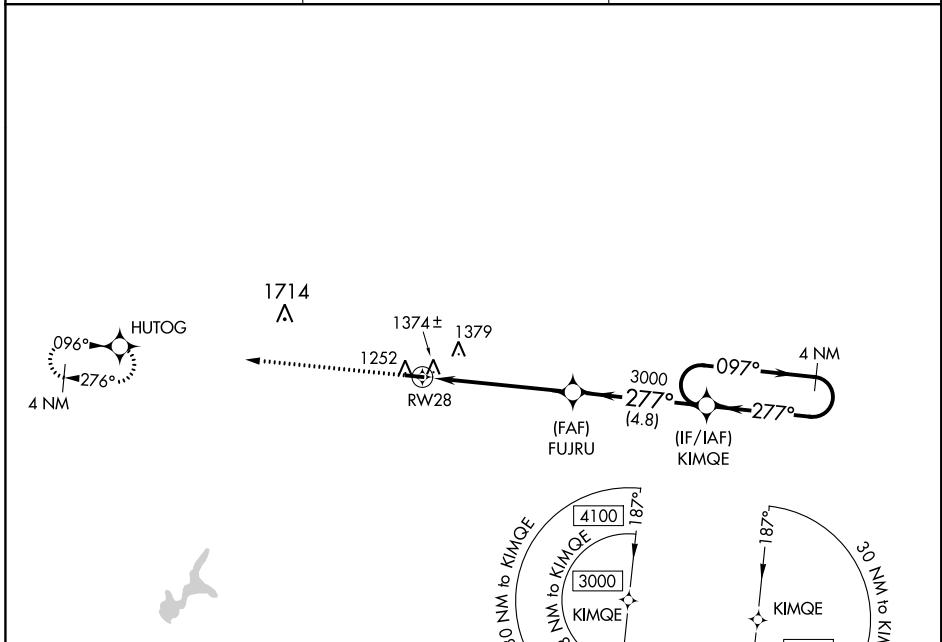 1714
1374±
1379
1252
HUTOG
096°
276°
4 NM
RW28
(FAF)
FUJRU
3000
277°
(4.8)
(IF/IAF)
KIMQE
097°
4 NM
277°
4100
187°
NM to KIMQE
3000
NM to KIMQE
KIMQE
187°
30 NM to
KIMQE